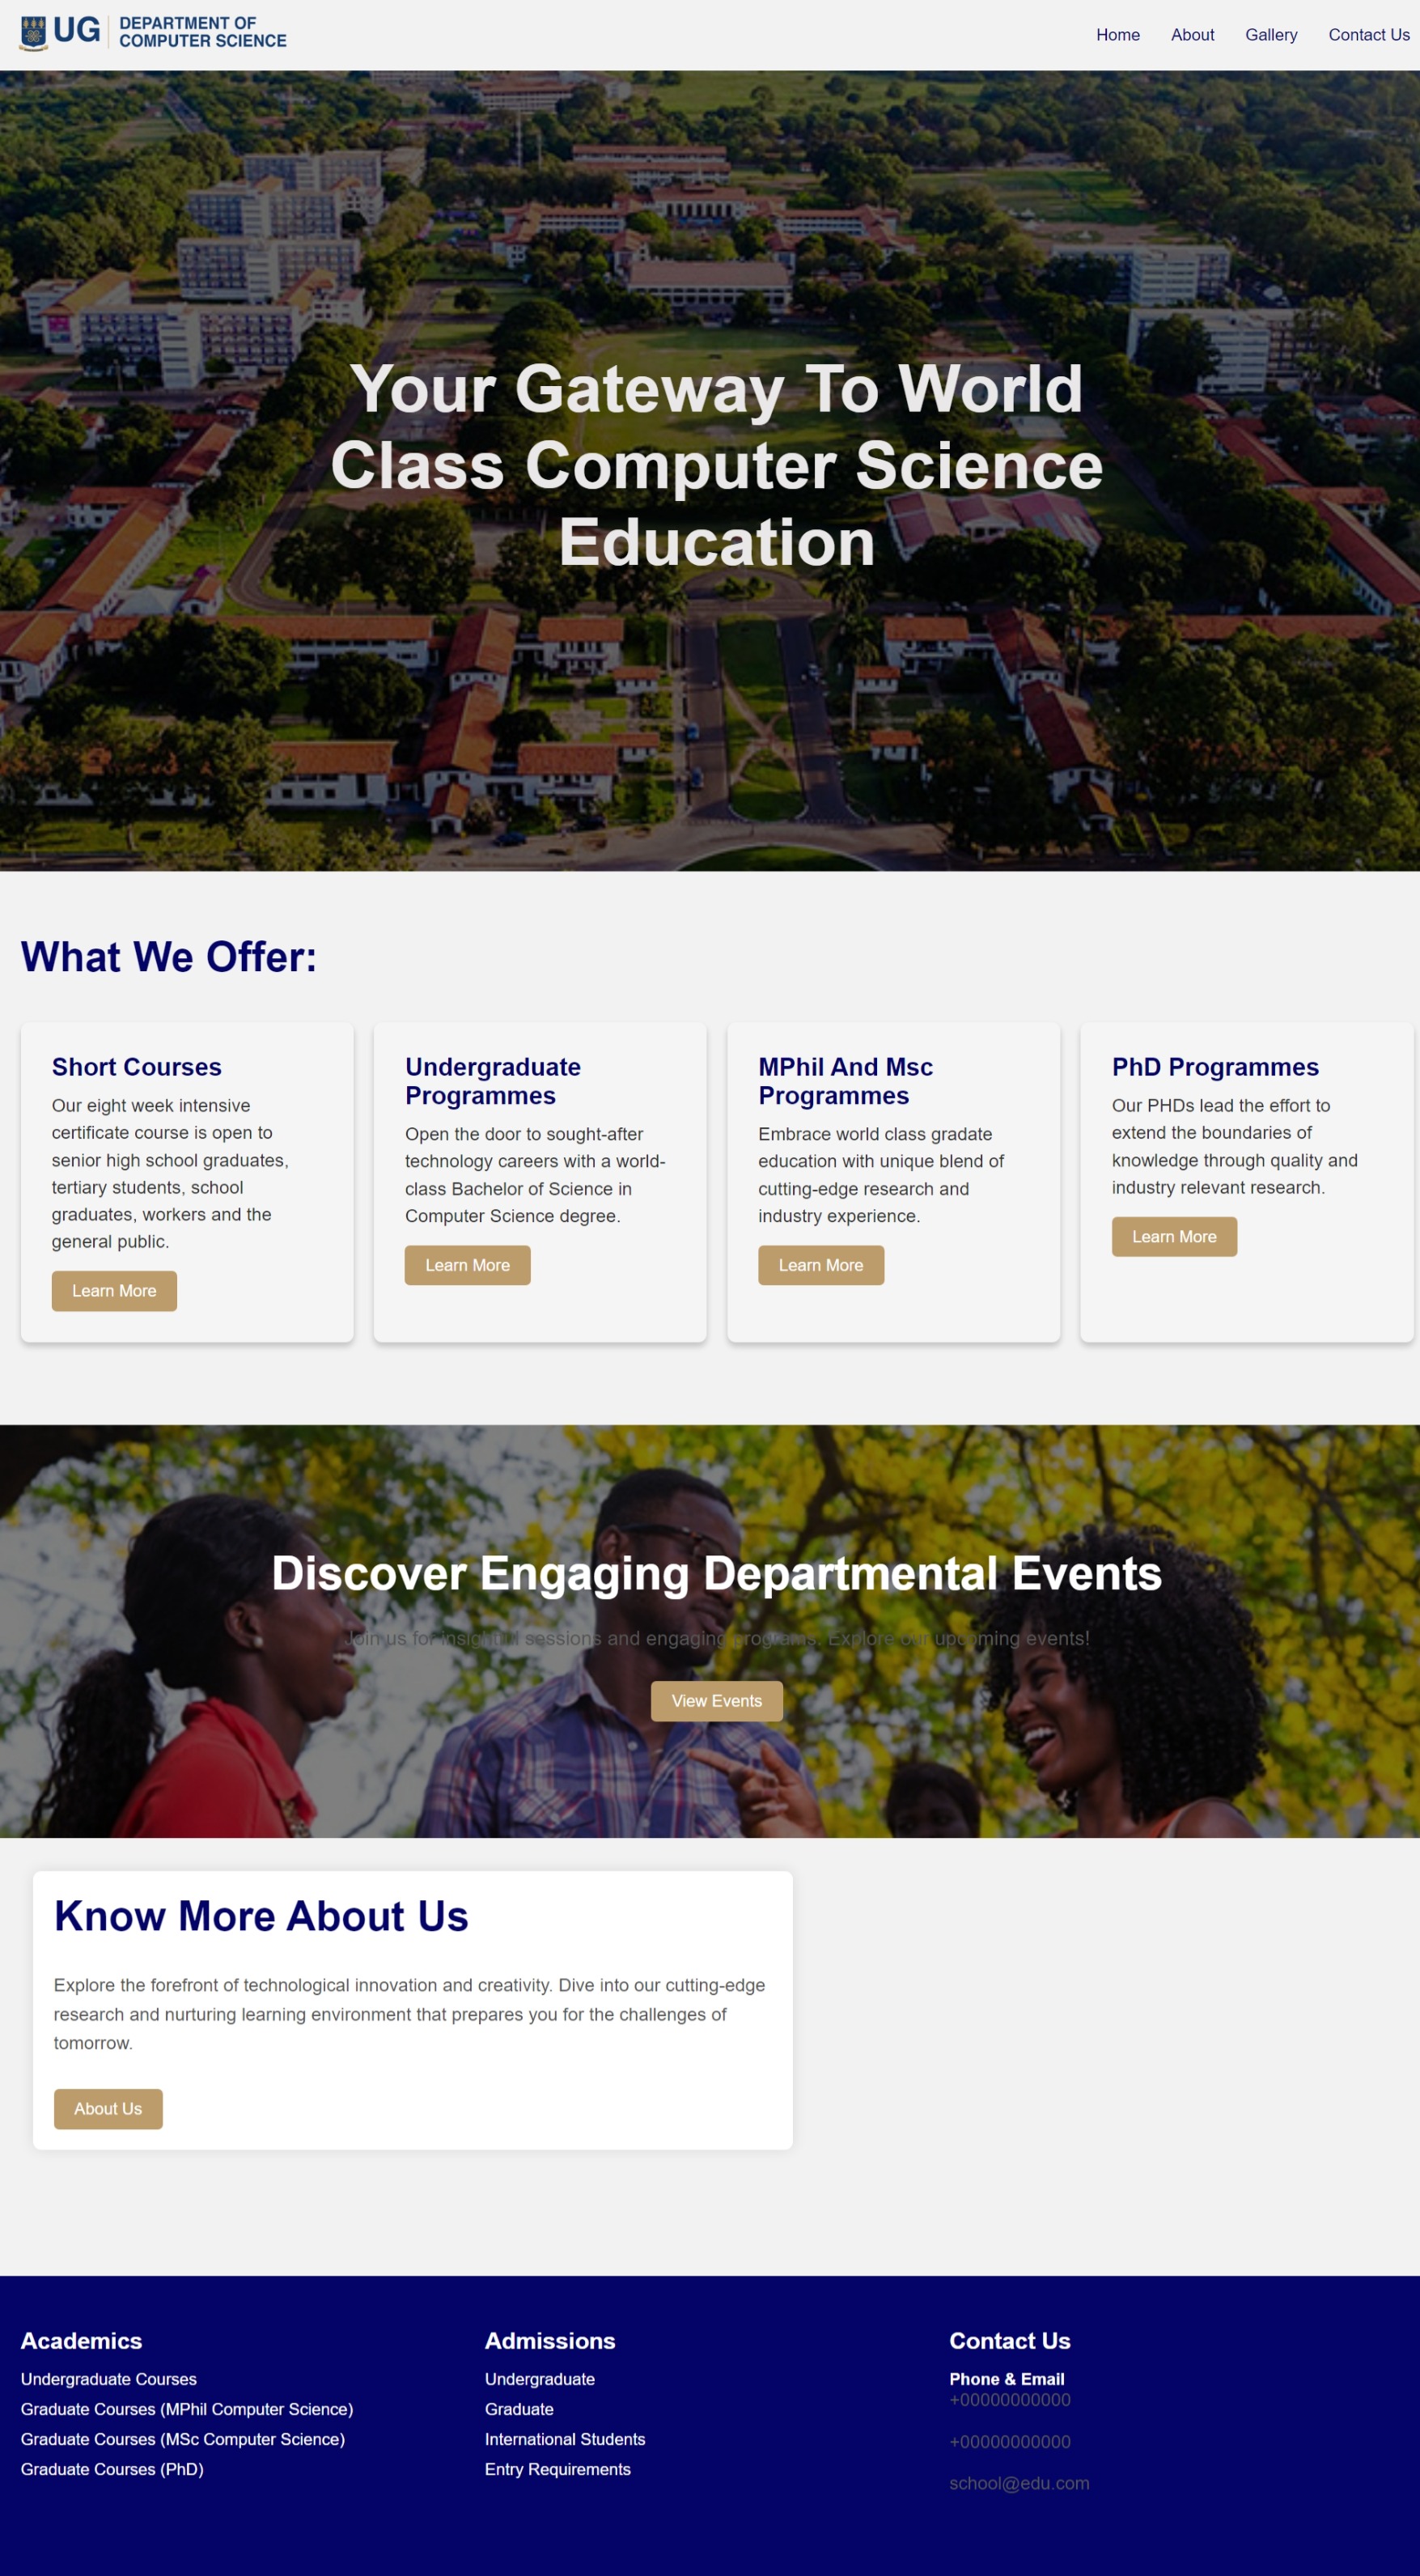 UG
DEPARTMENT OF
COMPUTER SCIENCE
Home About Gallery Contact Us
Your Gateway To World
Class Computer Science
Education
What We Offer:
Short Courses
Our eight week intensive
certificate course is open to
senior high school graduates,
tertiary students, school
graduates, workers and the
general public.
Learn More
Undergraduate
Programmes
Open the door to sought-after
technology careers with a world-
class Bachelor of Science in
Computer Science degree.
Learn More
MPhil And Msc
Programmes
Embrace world class gradate
education with unique blend of
cutting-edge research and
industry experience.
Learn More
PhD Programmes
Our PHDs lead the effort to
extend the boundaries of
knowledge through quality and
industry relevant research.
Learn More
Discover Engaging Departmental Events
Join us for insightful sessions and engaging programs. Explore our upcoming events!
View Events
Know More About Us
Explore the forefront of technological innovation and creativity. Dive into our cutting-edge
research and nurturing learning environment that prepares you for the challenges of
tomorrow.
About Us
Academics
Undergraduate Courses
Graduate Courses (MPhil Computer Science)
Graduate Courses (MSc Computer Science)
Graduate Courses (PhD)
Admissions
Undergraduate
Graduate
International Students
Entry Requirements
Contact Us
Phone & Email
+00000000000
+00000000000
school@edu.com